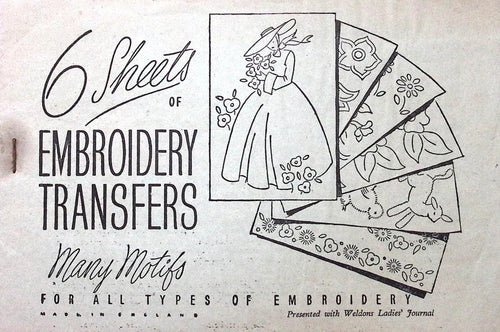 6 Sheets
OF
EMBROIDERY
TRANSFERS
Many Motifs
FOR ALL TYPES OF EMBROIDERY
MADE IN ENGLAND
Presented with Weldons Ladies' Journal